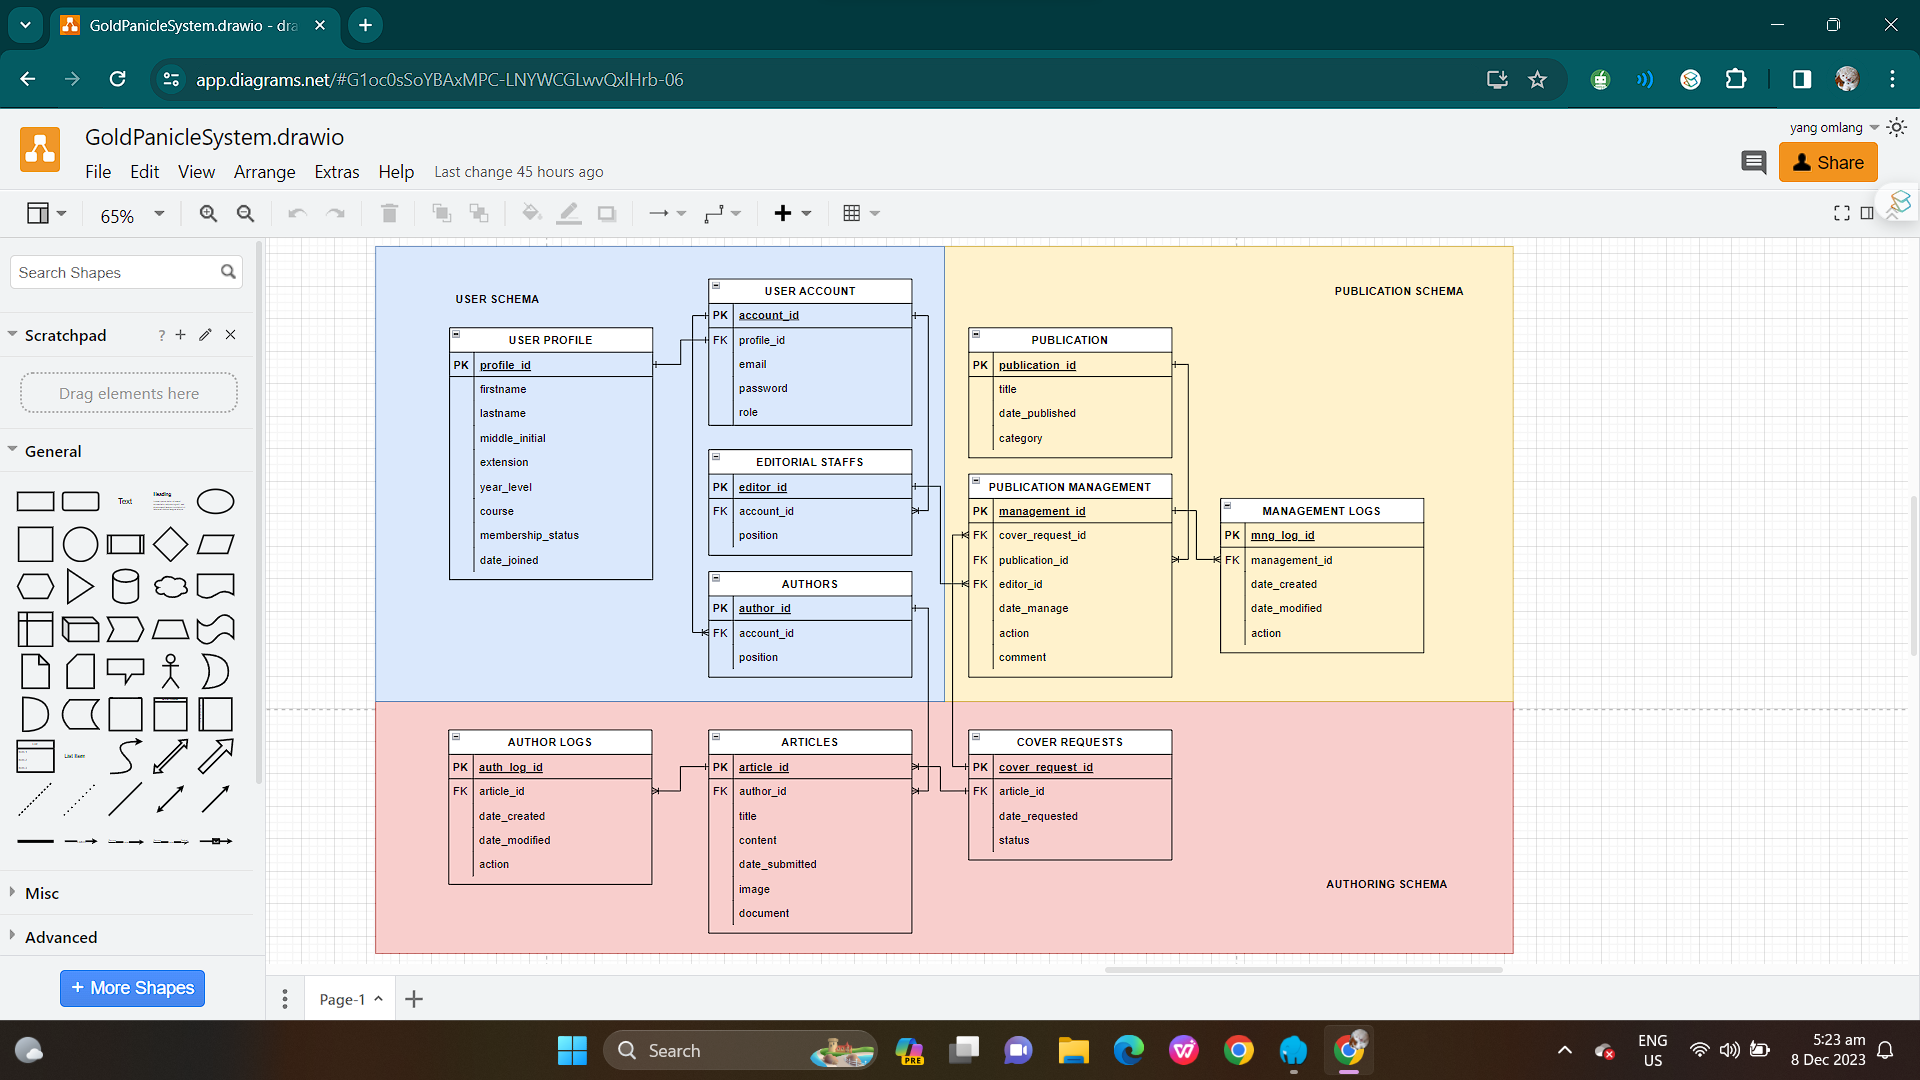 GoldPanicleSystem.drawio - dra
app.diagrams.net/#G1oc0sSoYBAxMPC-LNYWCGLwvQxlHrb-06
GoldPanicleSystem.drawio
File Edit View Arrange Extras Help Last change 45 hours ago
yang omlang
Share
65%
Search Shapes
Scratchpad
?
Drag elements here
General
Text
Heading
List Item
Misc
Advanced
+ More Shapes
USER SCHEMA
USER PROFILE
PK profile_id
firstname
lastname
middle_initial
extension
year_level
course
membership_status
date_joined
USER ACCOUNT
PK account_id
FK profile_id
email
password
role
EDITORIAL STAFFS
PK editor_id
FK account_id
position
AUTHORS
PK author_id
FK account_id
position
PUBLICATION SCHEMA
PUBLICATION
PK publication_id
title
date_published
category
PUBLICATION MANAGEMENT
PK management_id
FK cover_request_id
FK publication_id
FK editor_id
date_manage
action
comment
MANAGEMENT LOGS
PK mng_log_id
FK management_id
date_created
date_modified
action
AUTHOR LOGS
PK auth_log_id
FK article_id
date_created
date_modified
action
ARTICLES
PK article_id
FK author_id
title
content
date_submitted
image
document
COVER REQUESTS
PK cover_request_id
FK article_id
date_requested
status
AUTHORING SCHEMA
Page-1
Search
PRE
ENG
US
5:23 am
8 Dec 2023